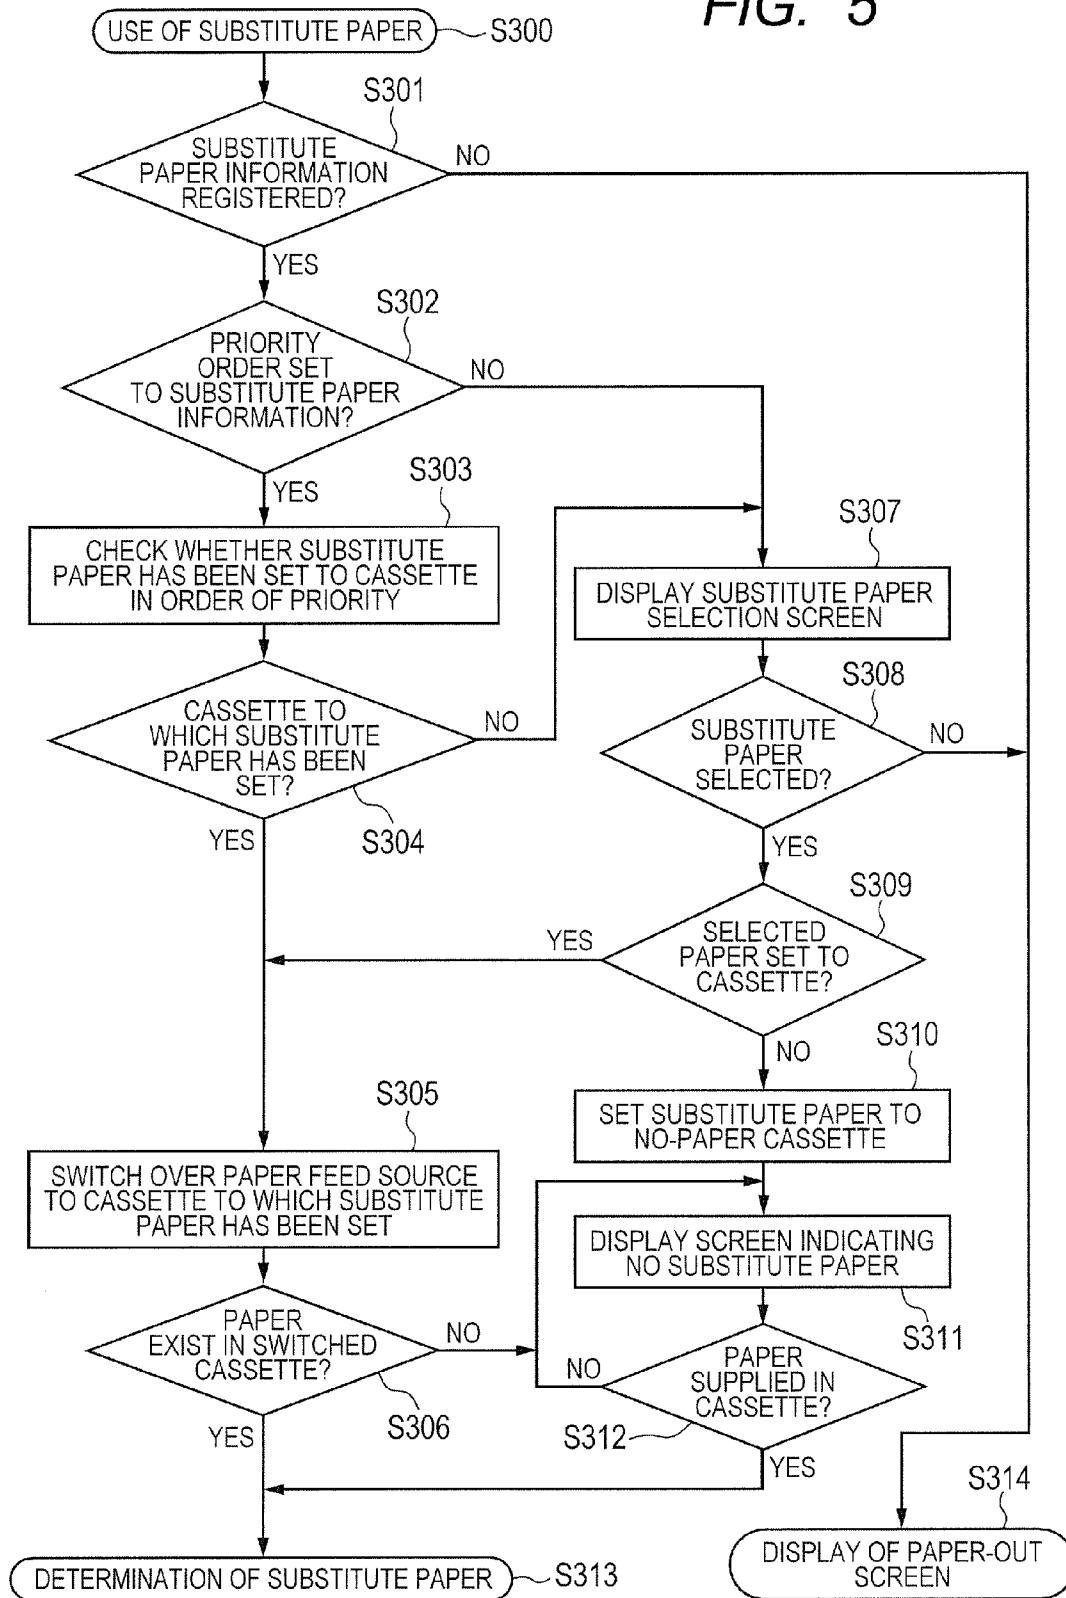 FIG. 5
USE OF SUBSTITUTE PAPER
S300
S301
SUBSTITUTE
PAPER INFORMATION
REGISTERED?
NO
YES
S302
PRIORITY
ORDER SET
TO SUBSTITUTE PAPER
INFORMATION?
NO
YES
S303
CHECK WHETHER SUBSTITUTE
PAPER HAS BEEN SET TO CASSETTE
IN ORDER OF PRIORITY
CASSETTE TO
WHICH SUBSTITUTE
PAPER HAS BEEN
SET?
NO
YES
S304
S307
DISPLAY SUBSTITUTE PAPER
SELECTION SCREEN
S308
SUBSTITUTE
PAPER
SELECTED?
NO
YES
S309
SELECTED
PAPER SET TO
CASSETTE?
YES
NO
S310
SET SUBSTITUTE PAPER TO
NO-PAPER CASSETTE
S305
SWITCH OVER PAPER FEED SOURCE
TO CASSETTE TO WHICH SUBSTITUTE
PAPER HAS BEEN SET
DISPLAY SCREEN INDICATING
NO SUBSTITUTE PAPER
S311
PAPER
EXIST IN SWITCHED
CASSETTE?
NO
YES
S306
PAPER
SUPPLIED IN
CASSETTE?
NO
S312
YES
S314
DISPLAY OF PAPER-OUT
SCREEN
DETERMINATION OF SUBSTITUTE PAPER
S313